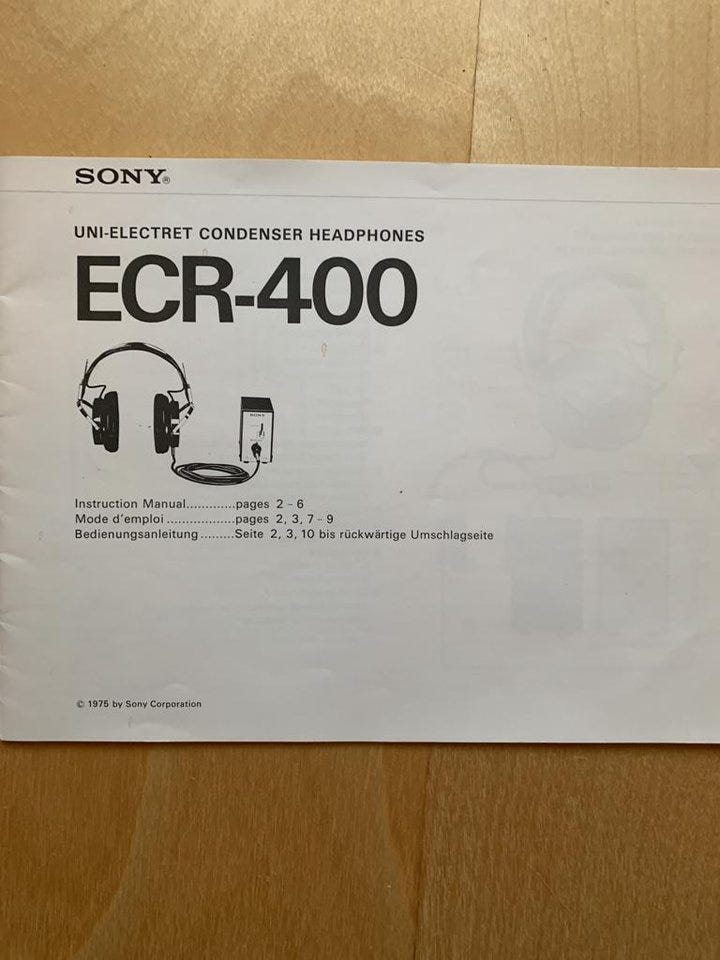 SONY®
UNI-ELECTRET CONDENSER HEADPHONES
ECR-400
SONY
Instruction Manual.............pages 2 – 6
Mode d'emploi..................pages 2, 3, 7 – 9
Bedienungsanleitung.........Seite 2, 3, 10 bis rückwärtige Umschlagseite
© 1975 by Sony Corporation